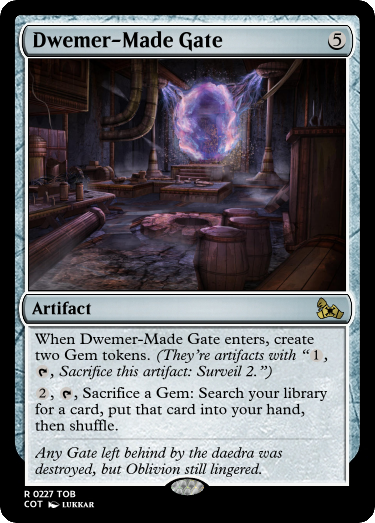 Dwemer-Made Gate 5
Artifact
When Dwemer-Made Gate enters, create
two Gem tokens. (They're artifacts with "1,
, Sacrifice this artifact: Surveil 2.")
2, , Sacrifice a Gem: Search your library
for a card, put that card into your hand,
then shuffle.
Any Gate left behind by the daedra was
destroyed, but Oblivion still lingered.
R 0227 TOB
COT LUKKAR